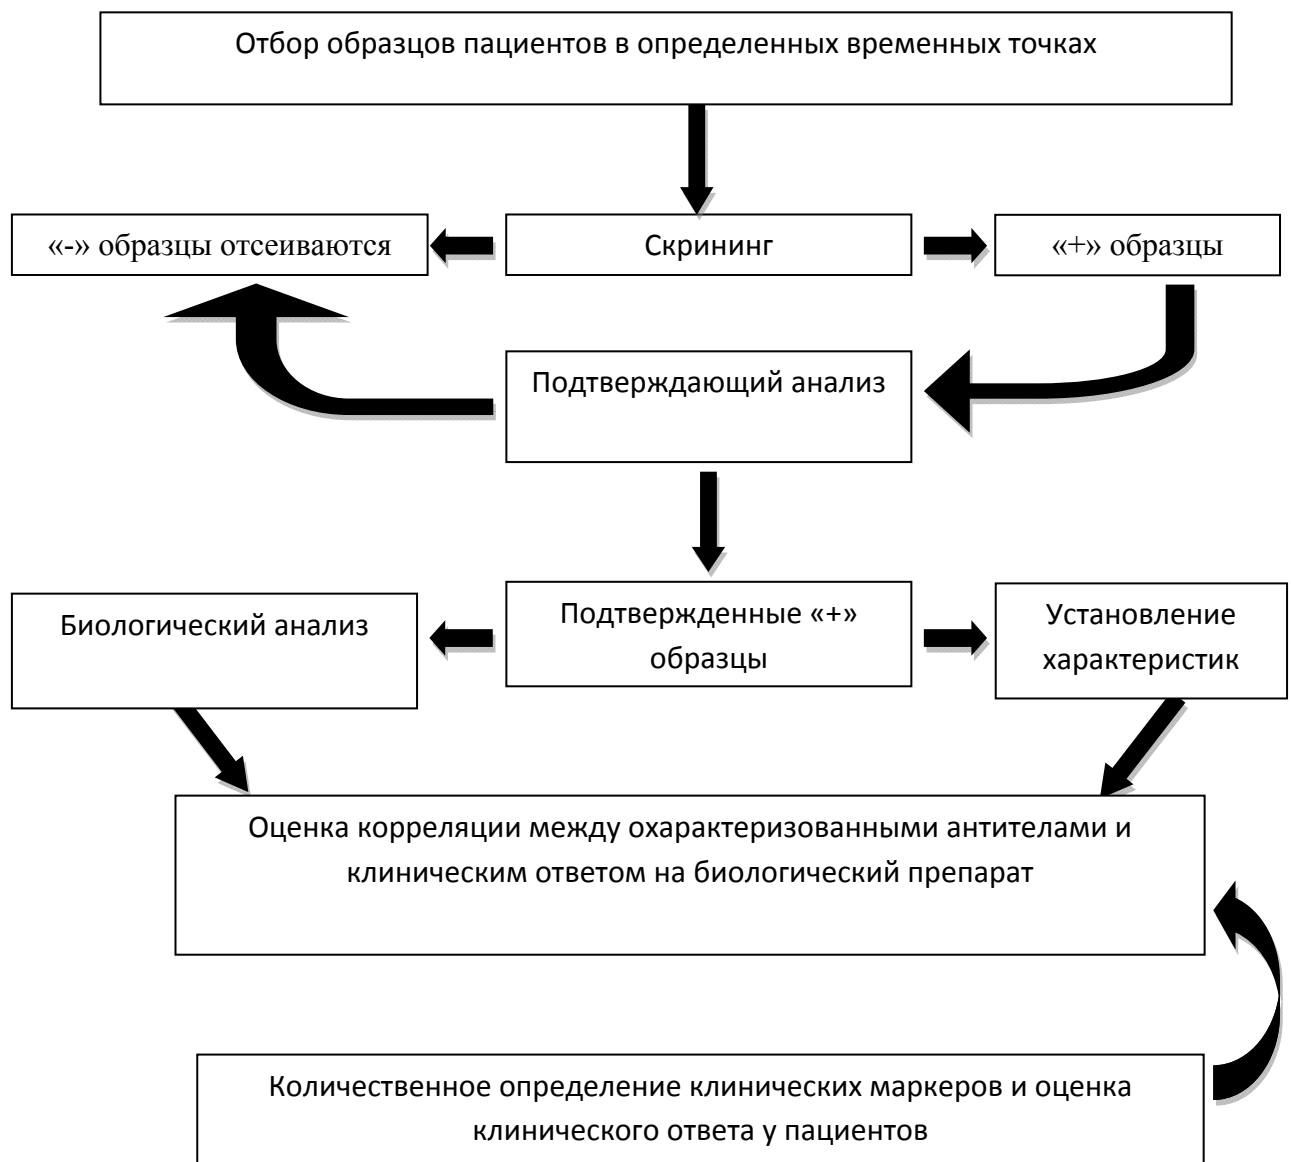 Отбор образцов пациентов в определенных временных точках
«-» образцы отсеиваются
Скрининг
«+» образцы
Подтверждающий анализ
Биологический анализ
Подтвержденные «+»
образцы
Установление
характеристик
Оценка корреляции между охарактеризованными антителами и
клиническим ответом на биологический препарат
Количественное определение клинических маркеров и оценка
клинического ответа у пациентов